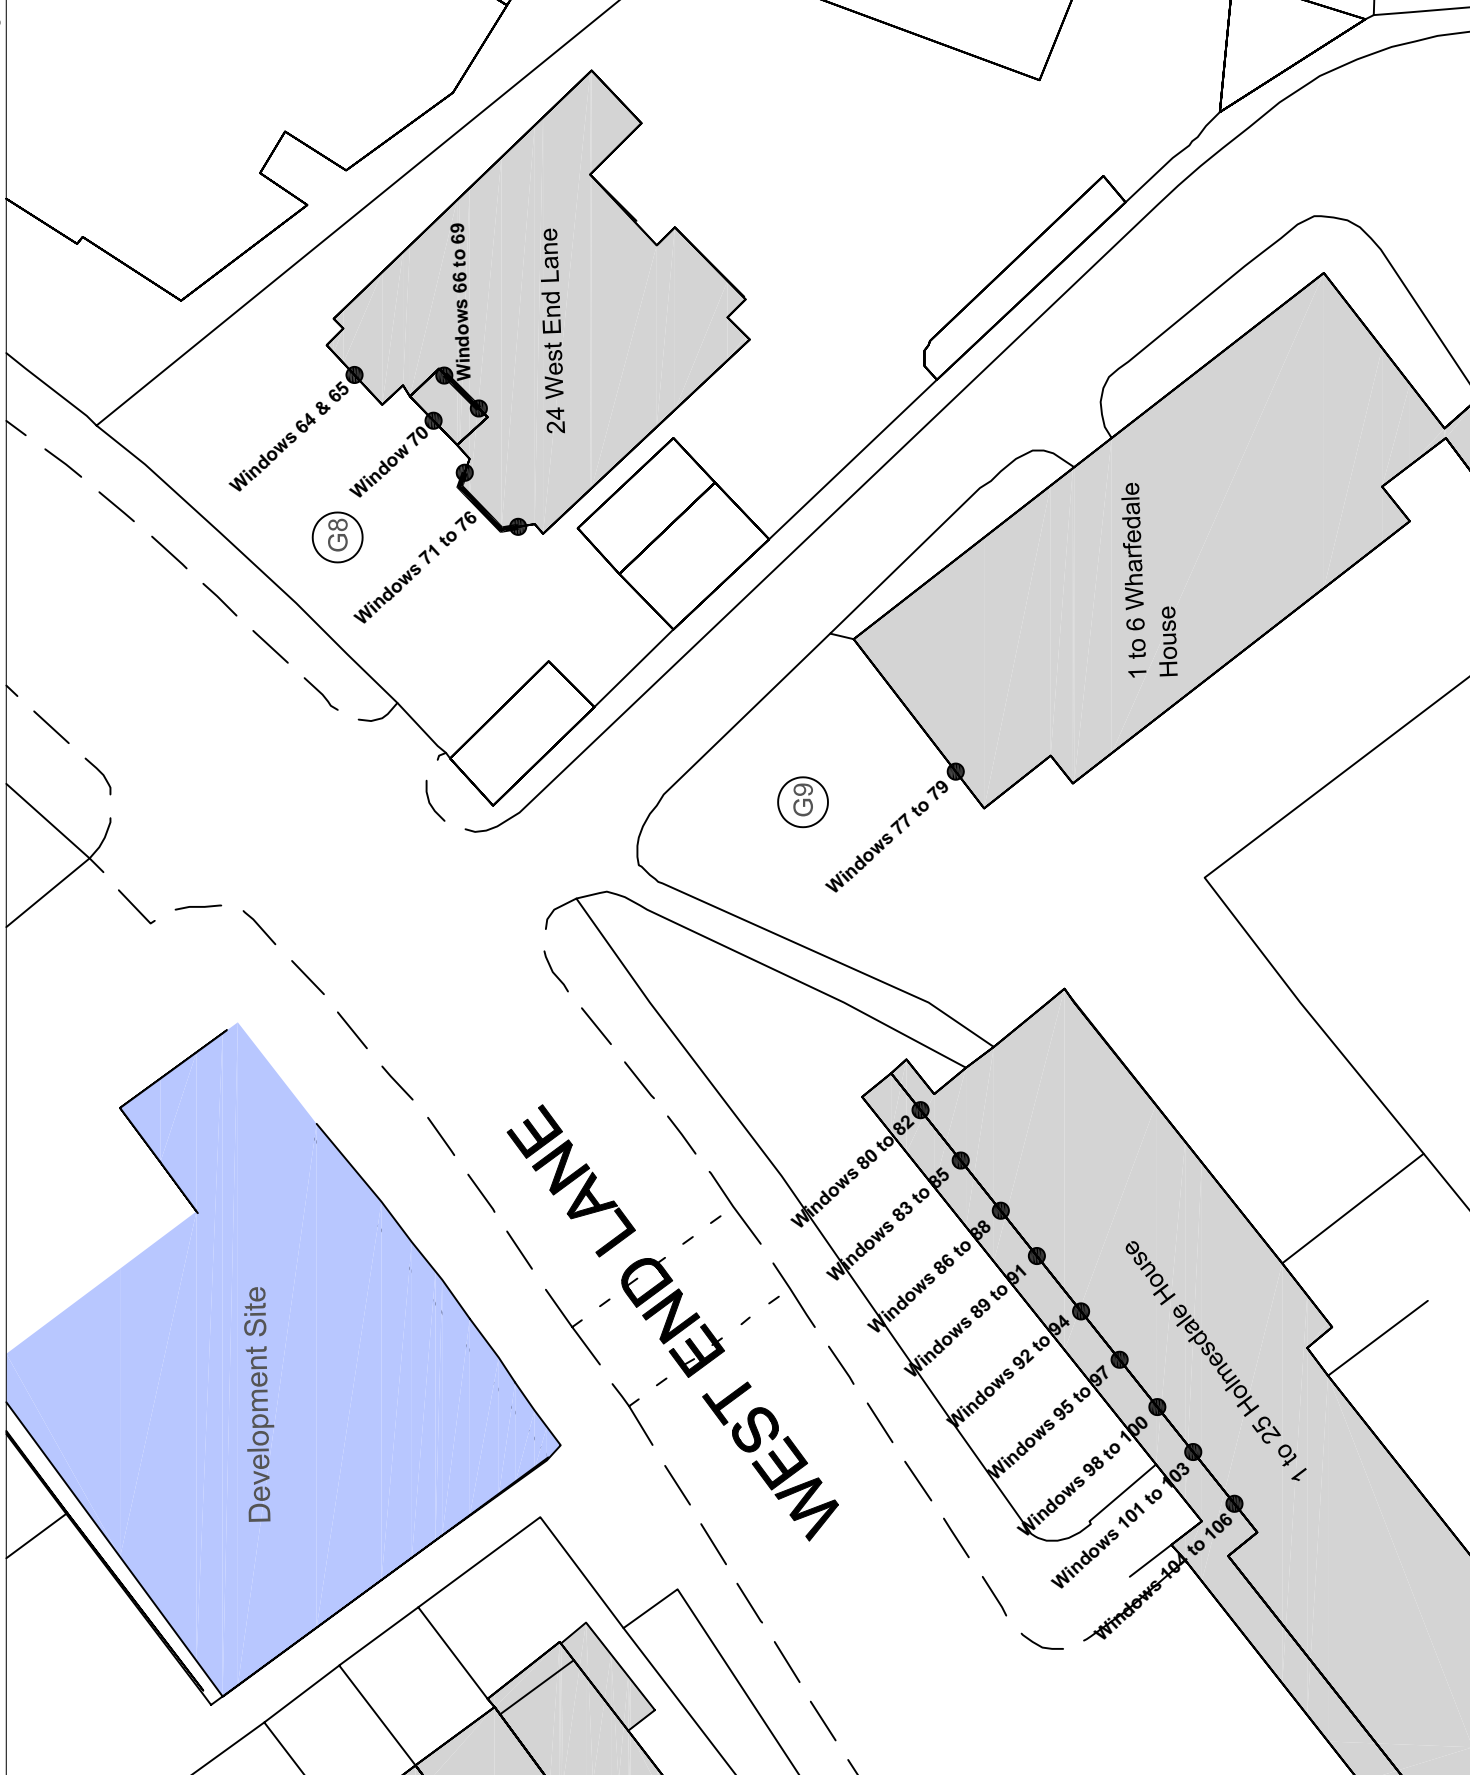 Windows 66 to 69
24 West End Lane
Windows 64 & 65
Window 70
G8
Windows 71 to 76
1 to 6 Wharfedale
House
G9
Windows 77 to 79
WEST END LANE
Development Site
Windows 80 to 82
Windows 83 to 85
Windows 86 to 88
Windows 89 to 91
Windows 92 to 94
Windows 95 to 97
Windows 98 to 100
Windows 101 to 103
Windows 104 to 106
1 to 25 Holmesdale House